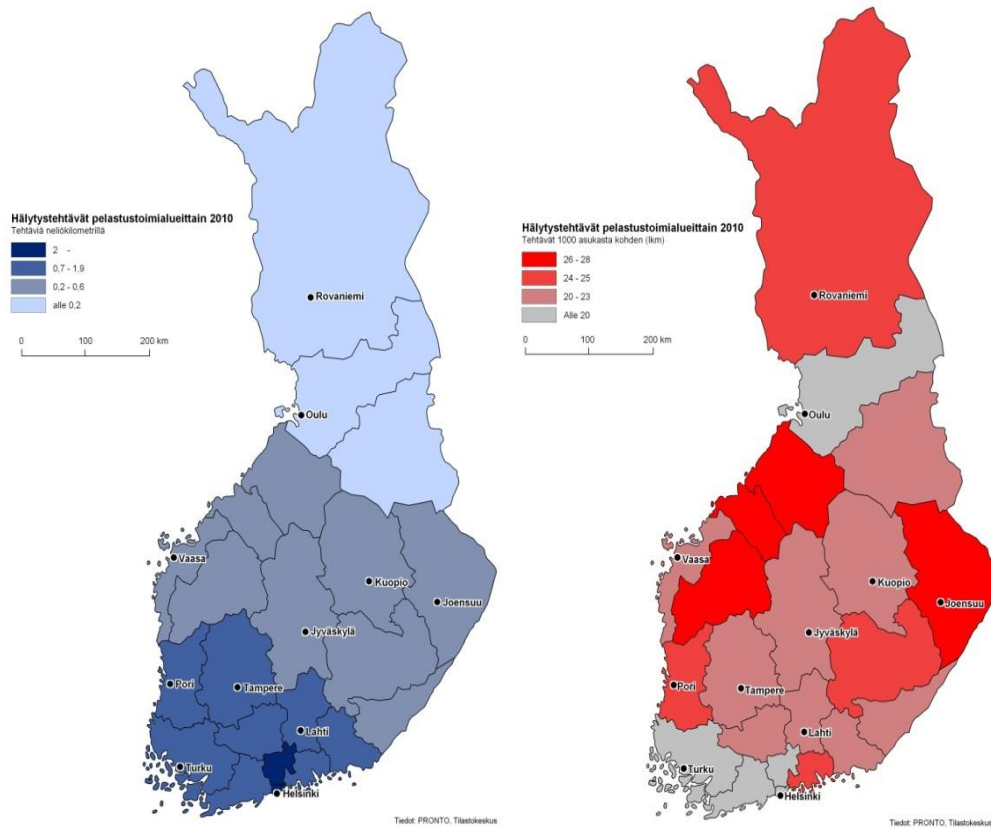 Hälytystehtävät pelastustoimialueittain 2010
Tehtäviä neliökilometrillä
2 -
0,7 - 1,9
0,2 - 0,6
alle 0,2
0 100 200 km
Rovaniemi
Oulu
Vaasa
Kuopio
Joensuu
Jyväskylä
Pori
Tampere
Lahti
Turku
Helsinki
Tiedot: PRONTO, Tilastokeskus
Hälytystehtävät pelastustoimialueittain 2010
Tehtävät 1000 asukasta kohden (lkm)
26 - 28
24 - 25
20 - 23
Alle 20
0 100 200 km
Rovaniemi
Oulu
Vaasa
Kuopio
Joensuu
Jyväskylä
Pori
Tampere
Lahti
Turku
Helsinki
Tiedot: PRONTO, Tilastokeskus